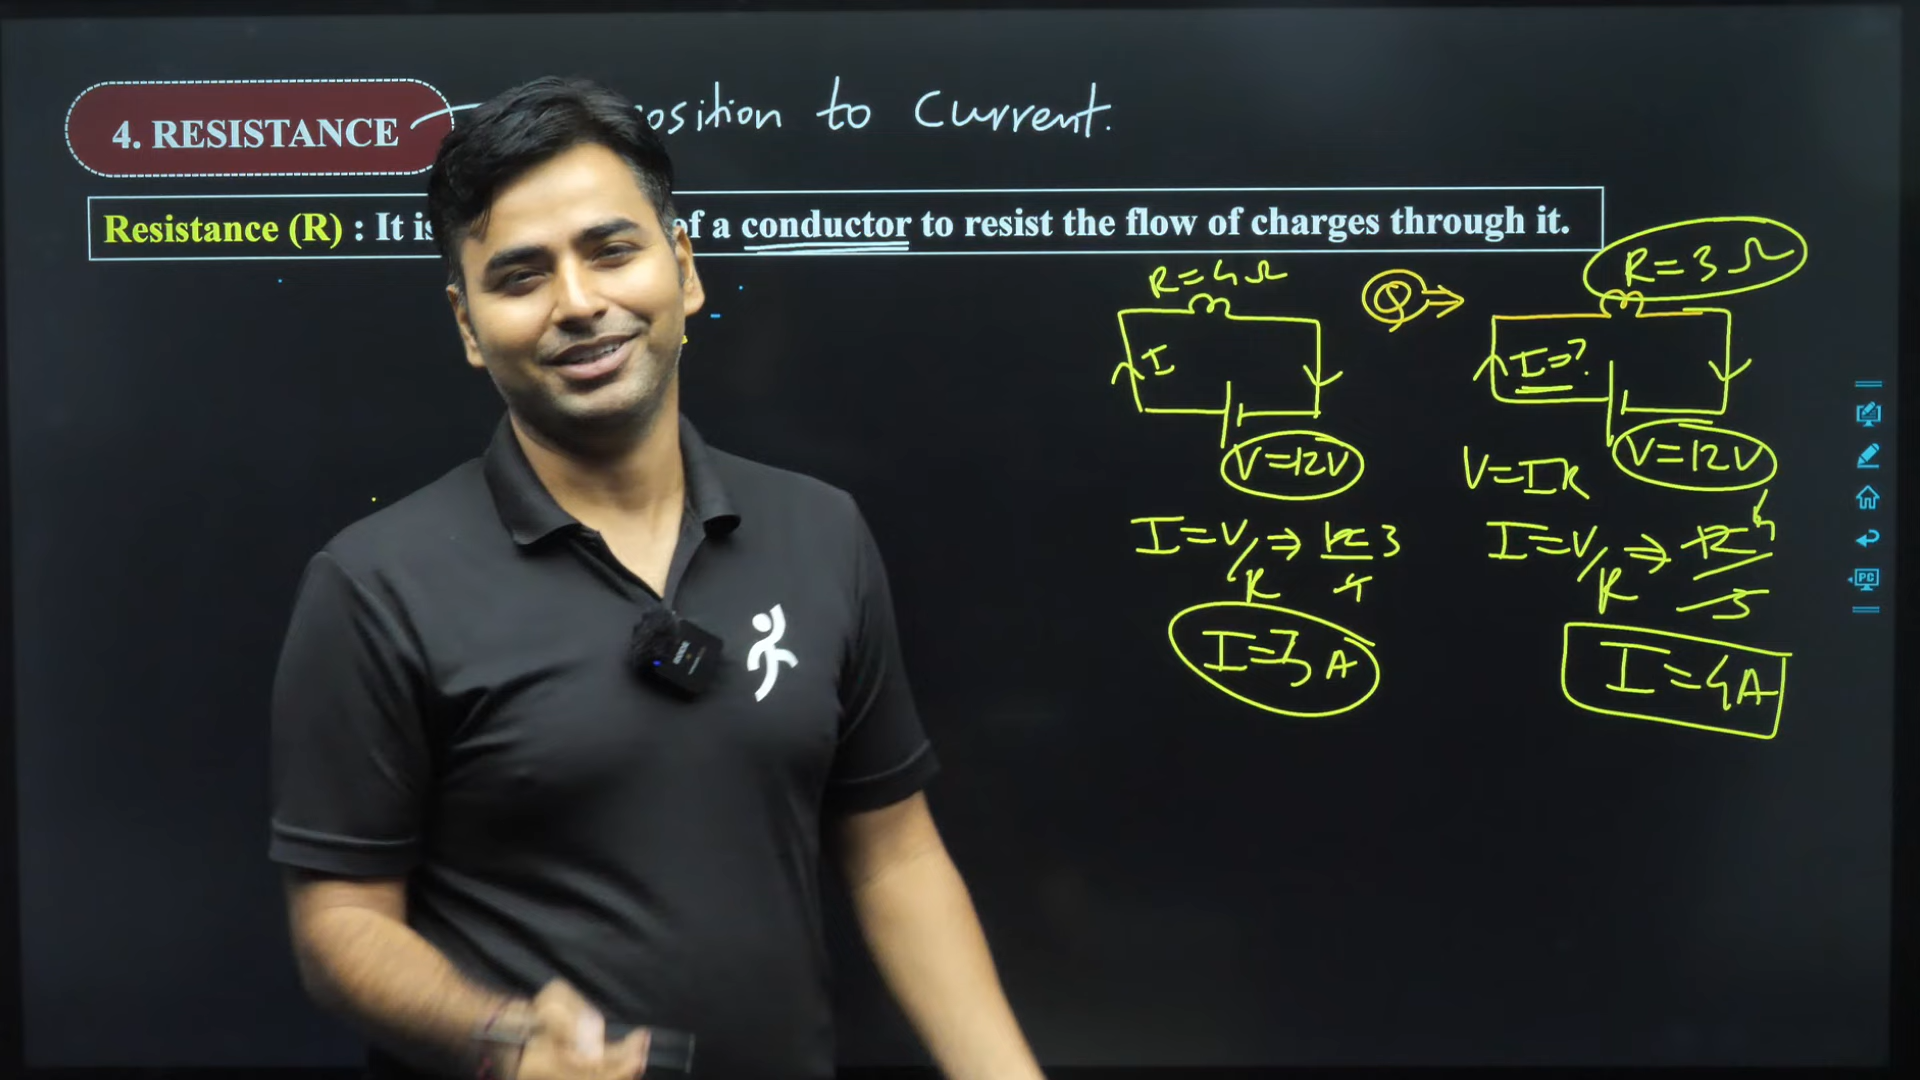 4. RESISTANCE
osition to Current.
Resistance (R) : It is
of a conductor to resist the flow of charges through it.
R=4Ω
Q ⇒
R=3Ω
I
I=?
V=12V
V=12V
V=IR
I=V/R ⇒ 12/4 3
I=V/R ⇒ 12/3 4
I=3A
I=4A
PC